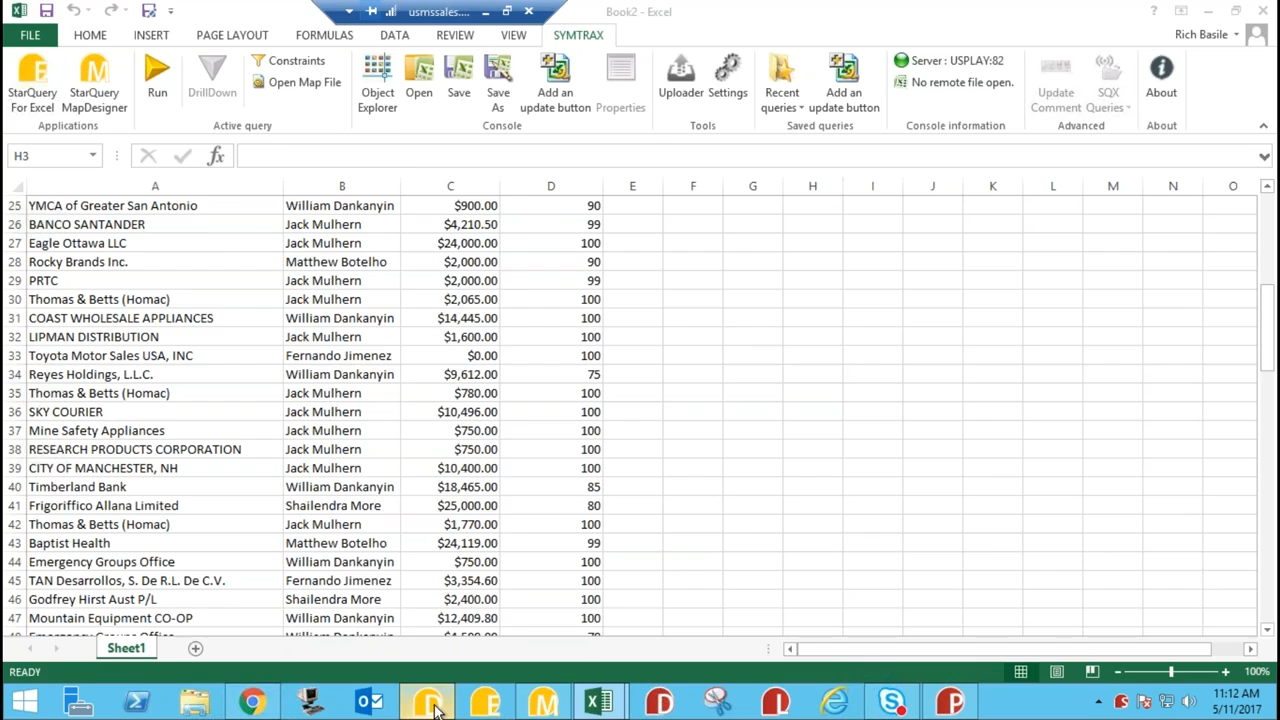 usmssales....
Book2 - Excel
FILE HOME INSERT PAGE LAYOUT FORMULAS DATA REVIEW VIEW SYMTRAX Rich Basile
StarQuery For Excel
StarQuery MapDesigner
Applications
Run
DrillDown
Constraints
Open Map File
Active query
Object Explorer
Open
Save
Save As
Add an update button
Properties
Console
Uploader
Settings
Tools
Recent queries
Add an update button
Saved queries
Server : USPLAY:82
No remote file open.
Console information
Update Comment
SQX Queries
Advanced
About
About
H3 fx
A B C D E F G H I J K L M N O
25 YMCA of Greater San Antonio William Dankanyin $900.00 90
26 BANCO SANTANDER Jack Mulhern $4,210.50 99
27 Eagle Ottawa LLC Jack Mulhern $24,000.00 100
28 Rocky Brands Inc. Matthew Botelho $2,000.00 90
29 PRTC Jack Mulhern $2,000.00 99
30 Thomas & Betts (Homac) Jack Mulhern $2,065.00 100
31 COAST WHOLESALE APPLIANCES William Dankanyin $14,445.00 100
32 LIPMAN DISTRIBUTION Jack Mulhern $1,600.00 100
33 Toyota Motor Sales USA, INC Fernando Jimenez $0.00 100
34 Reyes Holdings, L.L.C. William Dankanyin $9,612.00 75
35 Thomas & Betts (Homac) Jack Mulhern $780.00 100
36 SKY COURIER Jack Mulhern $10,496.00 100
37 Mine Safety Appliances Jack Mulhern $750.00 100
38 RESEARCH PRODUCTS CORPORATION Jack Mulhern $750.00 100
39 CITY OF MANCHESTER, NH Jack Mulhern $10,400.00 100
40 Timberland Bank William Dankanyin $18,465.00 85
41 Frigoriffico Allana Limited Shailendra More $25,000.00 80
42 Thomas & Betts (Homac) Jack Mulhern $1,770.00 100
43 Baptist Health Matthew Botelho $24,119.00 99
44 Emergency Groups Office William Dankanyin $750.00 100
45 TAN Desarrollos, S. De R.L. De C.V. Fernando Jimenez $3,354.60 100
46 Godfrey Hirst Aust P/L Shailendra More $2,400.00 100
47 Mountain Equipment CO-OP William Dankanyin $12,409.80 100
Sheet1
READY 100%
11:12 AM
5/11/2017